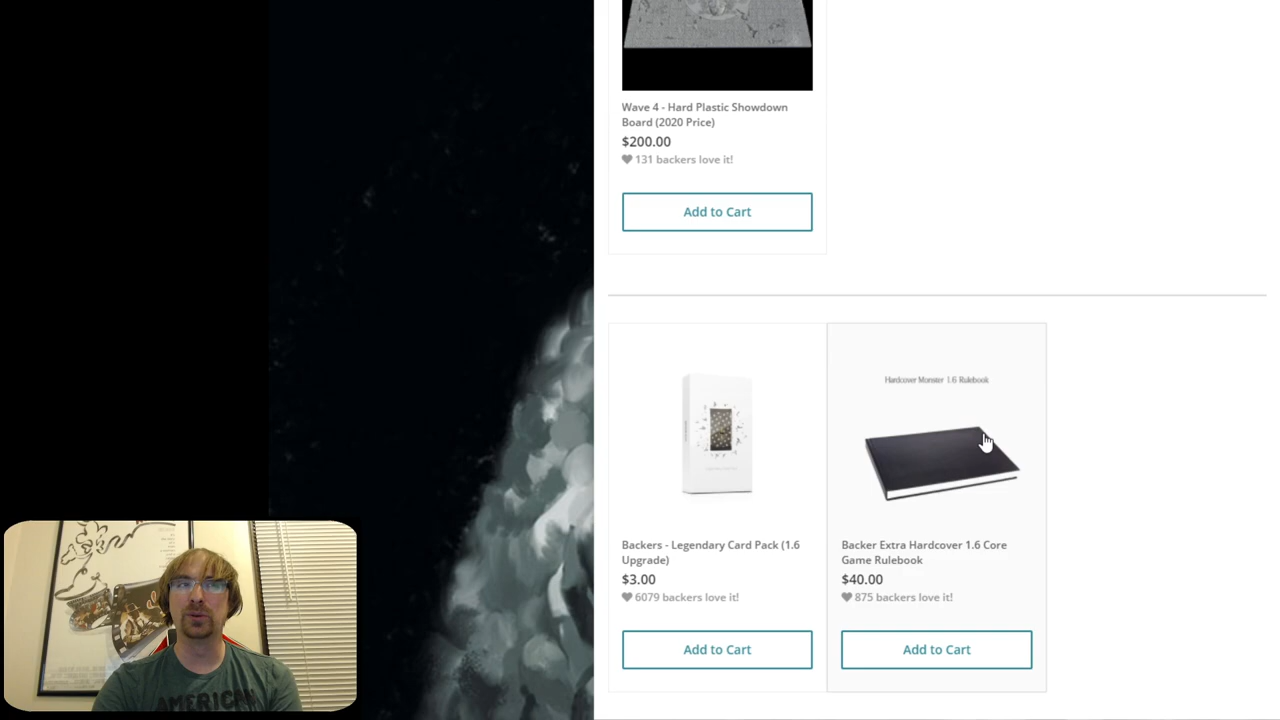 Wave 4 - Hard Plastic Showdown
Board (2020 Price)
$200.00
131 backers love it!
Add to Cart
Hardcover Monster 1.6 Rulebook
Backers - Legendary Card Pack (1.6
Upgrade)
$3.00
6079 backers love it!
Add to Cart
Backer Extra Hardcover 1.6 Core
Game Rulebook
$40.00
875 backers love it!
Add to Cart
AMERICAN